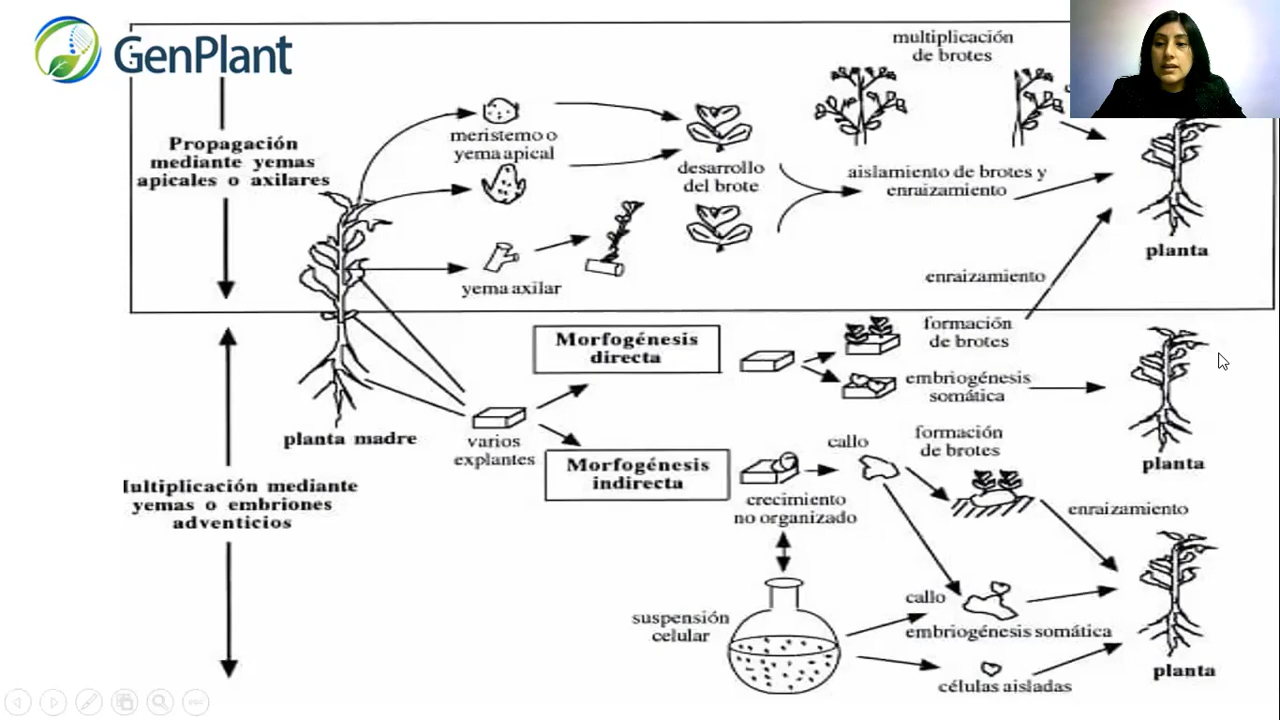 GenPlant
multiplicación
de brotes
Propagación
mediante yemas
apicales o axilares
meristemo o
yema apical
desarrollo
del brote
aislamiento de brotes y
enraizamiento
planta
yema axilar
enraizamiento
Morfogénesis
directa
formación
de brotes
embriogénesis
somática
planta
planta madre
varios
explantes
Morfogénesis
indirecta
callo
formación
de brotes
crecimiento
no organizado
enraizamiento
ultiplicación mediante
yemas o embriones
adventicios
suspensión
celular
callo
embriogénesis somática
células aisladas
planta